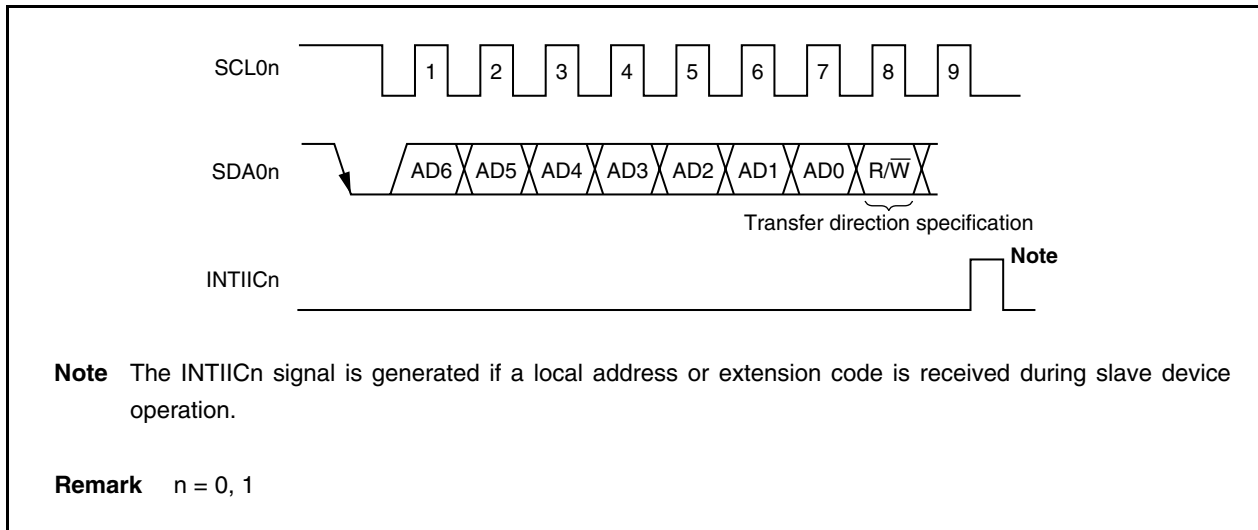 SCL0n 1 2 3 4 5 6 7 8 9
SDA0n AD6 AD5 AD4 AD3 AD2 AD1 AD0 R/W̅
Transfer direction specification
Note
INTIICn
Note The INTIICn signal is generated if a local address or extension code is received during slave device
operation.
Remark n = 0, 1